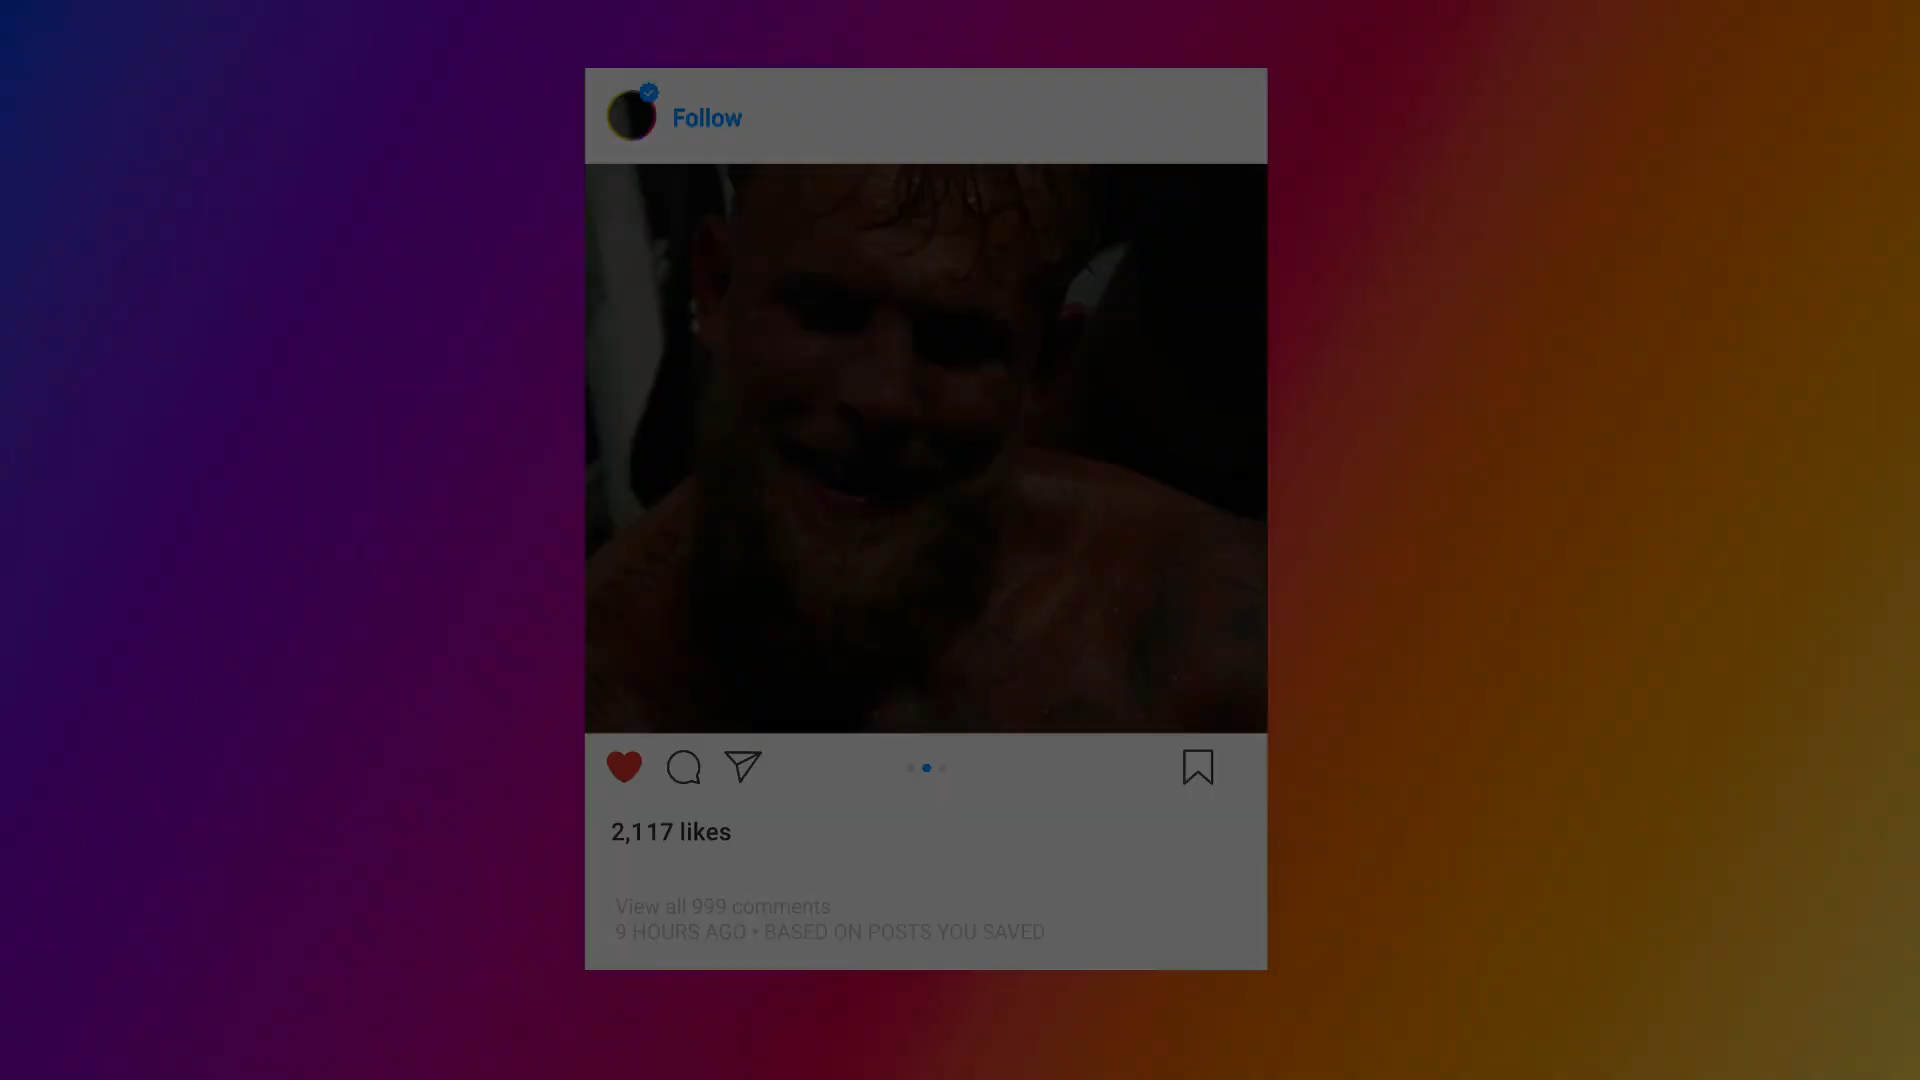 Follow
2,117 likes
View all 999 comments
9 HOURS AGO • BASED ON POSTS YOU SAVED